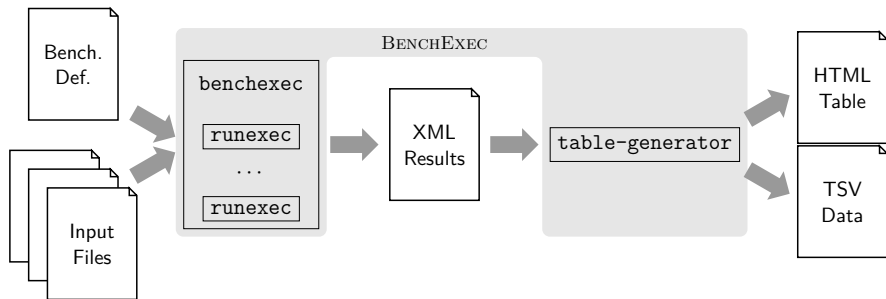 BENCHEXEC
Bench.
Def.
Input
Files
benchexec
runexec
...
runexec
XML
Results
table-generator
HTML
Table
TSV
Data